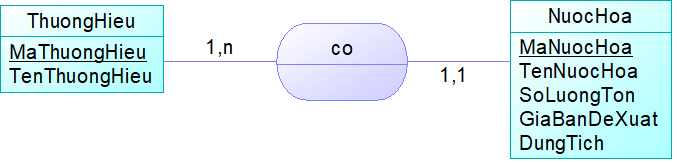 ThuongHieu
MaThuongHieu
TenThuongHieu
1,n
co
1,1
NuocHoa
MaNuocHoa
TenNuocHoa
SoLuongTon
GiaBanDeXuat
DungTich